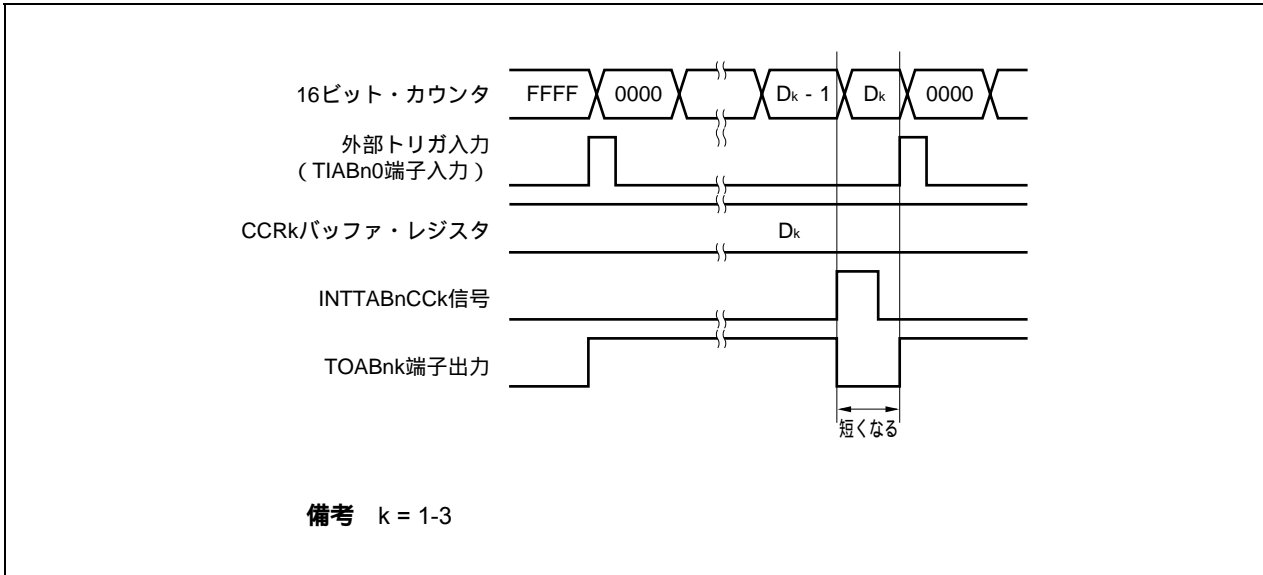 16ビット・カウンタ FFFF 0000 Dk - 1 Dk 0000
外部トリガ入力
(TIABn0端子入力)
CCRkバッファ・レジスタ Dk
INTTABnCCk信号
TOABnk端子出力
短くなる
備考 k = 1-3